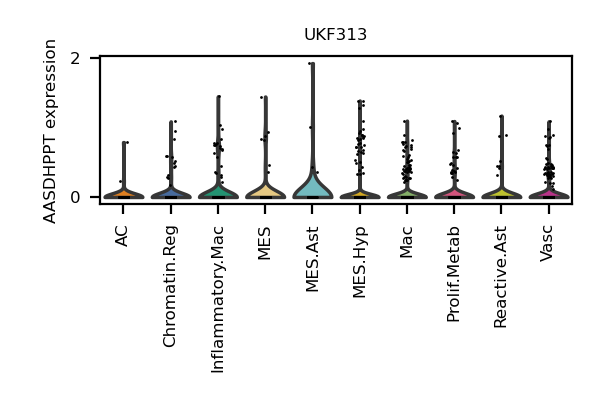 UKF313
AASDHPPT expression
2
0
AC
Chromatin.Reg
Inflammatory.Mac
MES
MES.Ast
MES.Hyp
Mac
Prolif.Metab
Reactive.Ast
Vasc